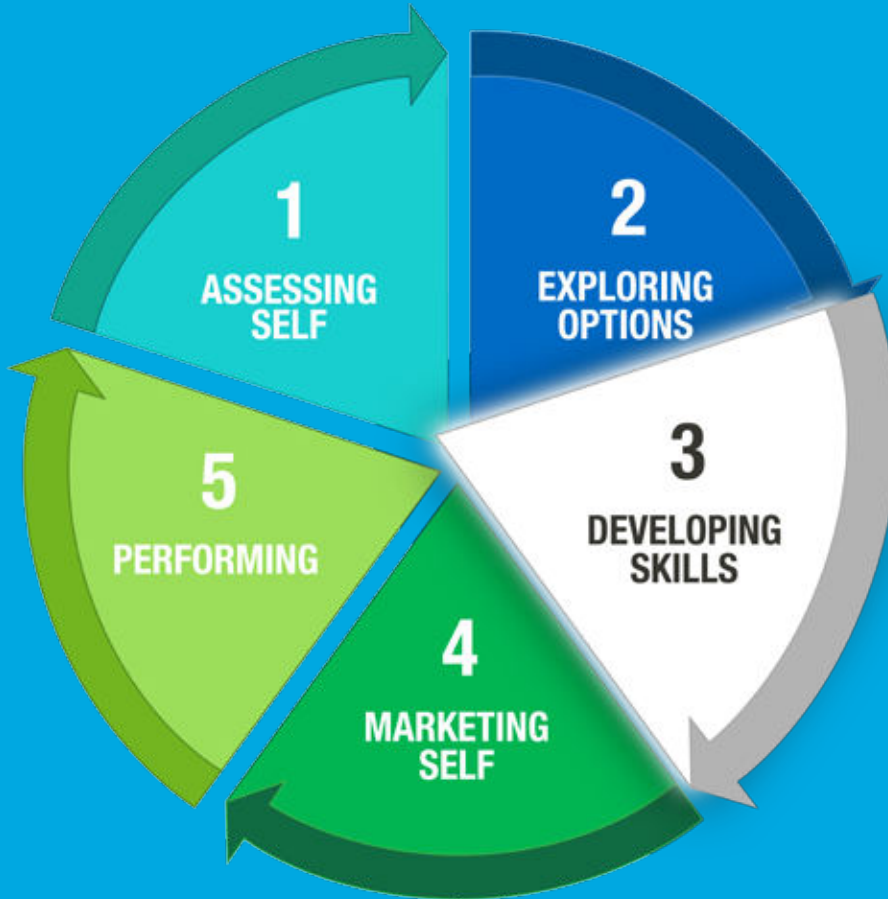 1
ASSESSING
SELF
2
EXPLORING
OPTIONS
3
DEVELOPING
SKILLS
4
MARKETING
SELF
5
PERFORMING